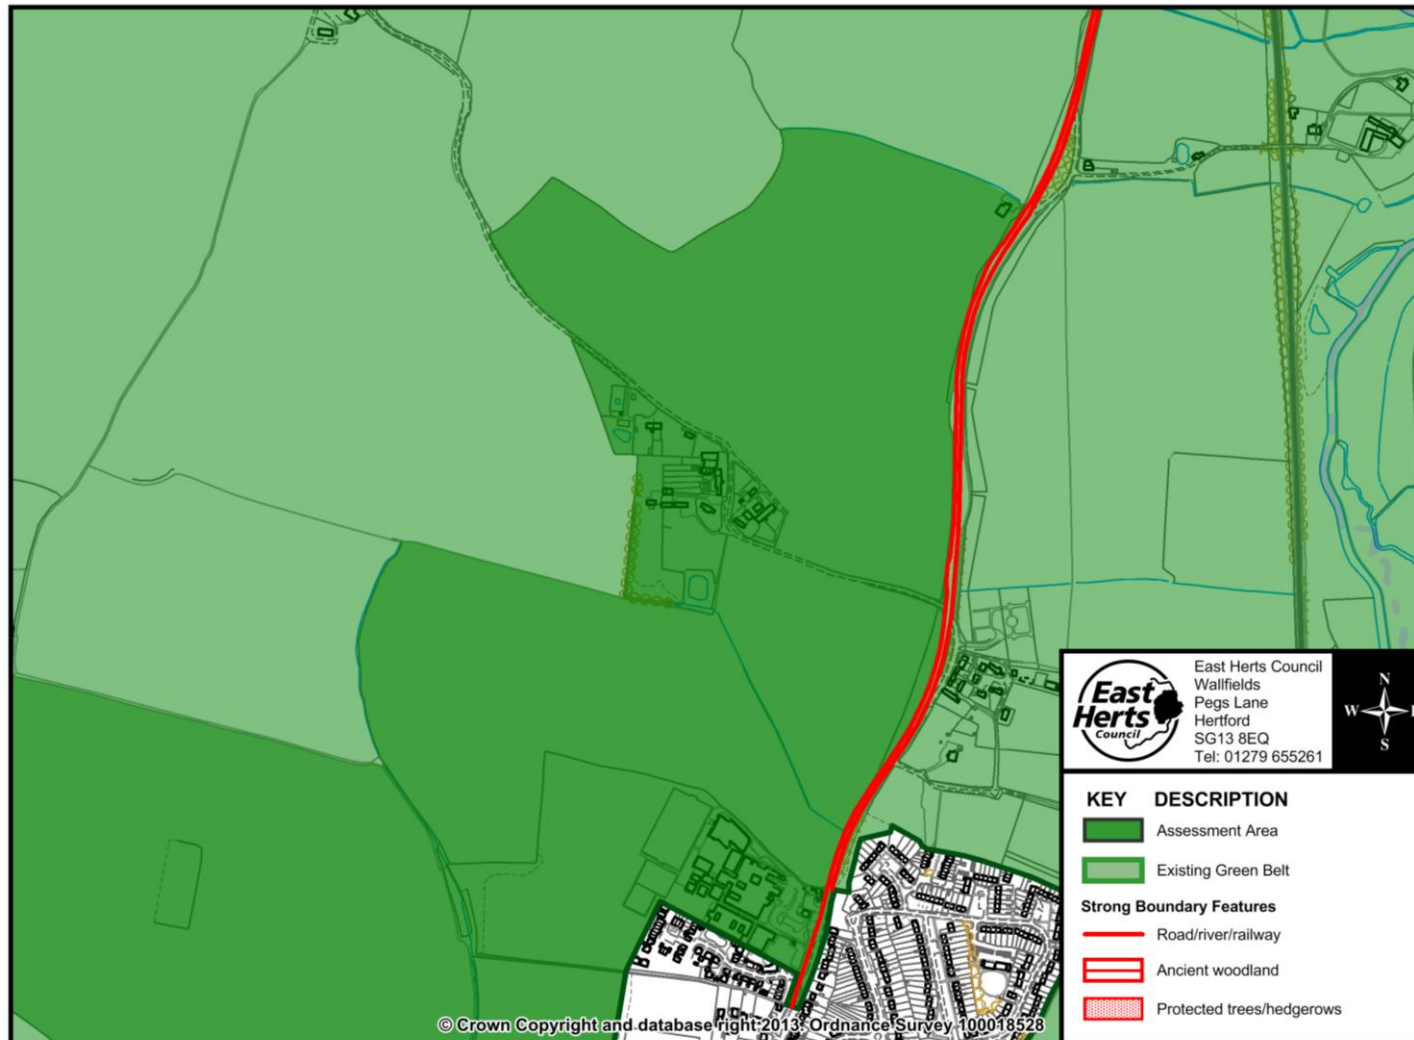 East
Herts
Council
East Herts Council
Wallfields
Pegs Lane
Hertford
SG13 8EQ
Tel: 01279 655261
N
W
S
KEY DESCRIPTION
Assessment Area
Existing Green Belt
Strong Boundary Features
Road/river/railway
Ancient woodland
Protected trees/hedgerows
© Crown Copyright and database right 2013. Ordnance Survey 100018528